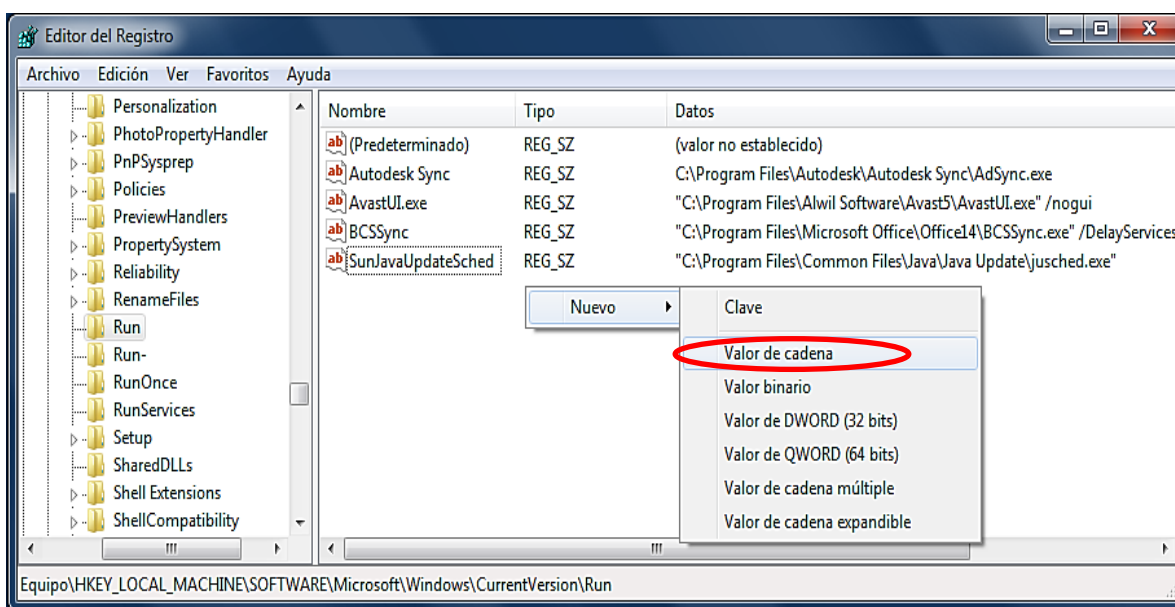 Editor del Registro
Archivo Edición Ver Favoritos Ayuda
Personalization
PhotoPropertyHandler
PnPSysprep
Policies
PreviewHandlers
PropertySystem
Reliability
RenameFiles
Run
Run-
RunOnce
RunServices
Setup
SharedDLLs
Shell Extensions
ShellCompatibility
Nombre Tipo Datos
(Predeterminado) REG_SZ (valor no establecido)
Autodesk Sync REG_SZ C:\Program Files\Autodesk\Autodesk Sync\AdSync.exe
AvastUI.exe REG_SZ "C:\Program Files\Alwil Software\Avast5\AvastUI.exe" /nogui
BCSSync REG_SZ "C:\Program Files\Microsoft Office\Office14\BCSSync.exe" /DelayServices
SunJavaUpdateSched REG_SZ "C:\Program Files\Common Files\Java\Java Update\jusched.exe"
Nuevo
Clave
Valor de cadena
Valor binario
Valor de DWORD (32 bits)
Valor de QWORD (64 bits)
Valor de cadena múltiple
Valor de cadena expandible
Equipo\HKEY_LOCAL_MACHINE\SOFTWARE\Microsoft\Windows\CurrentVersion\Run